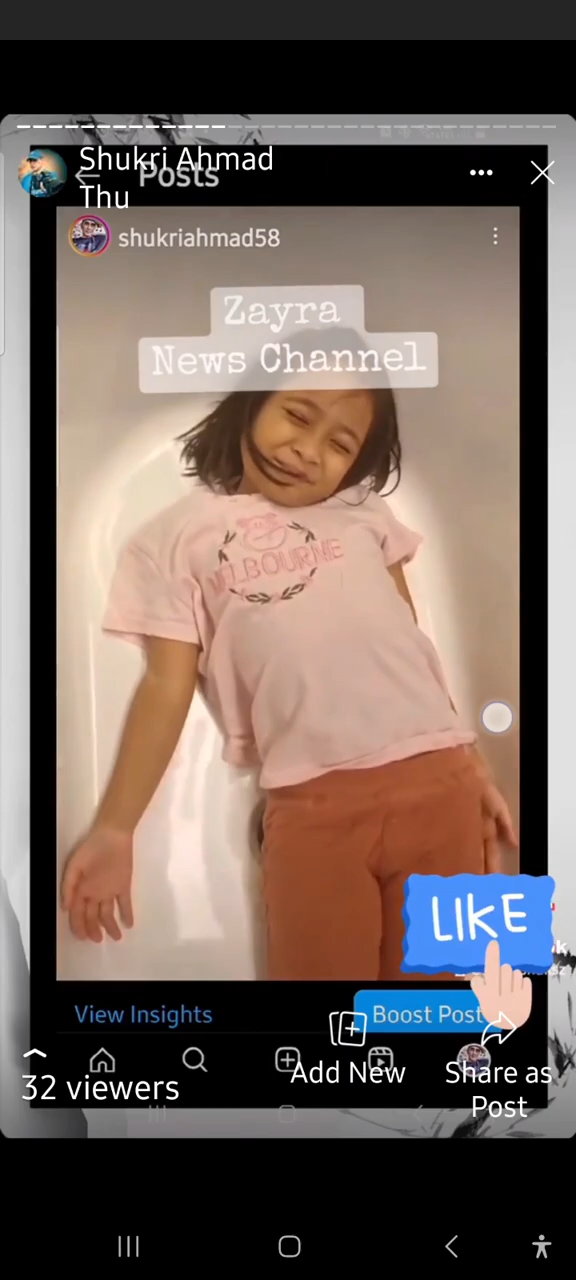 Shukri Ahmad
Posts
Thu
shukriahmad58
Zayra
News Channel
MELBOURNE
LIKE
View Insights
Boost Post
Add New
Share as
Post
32 viewers